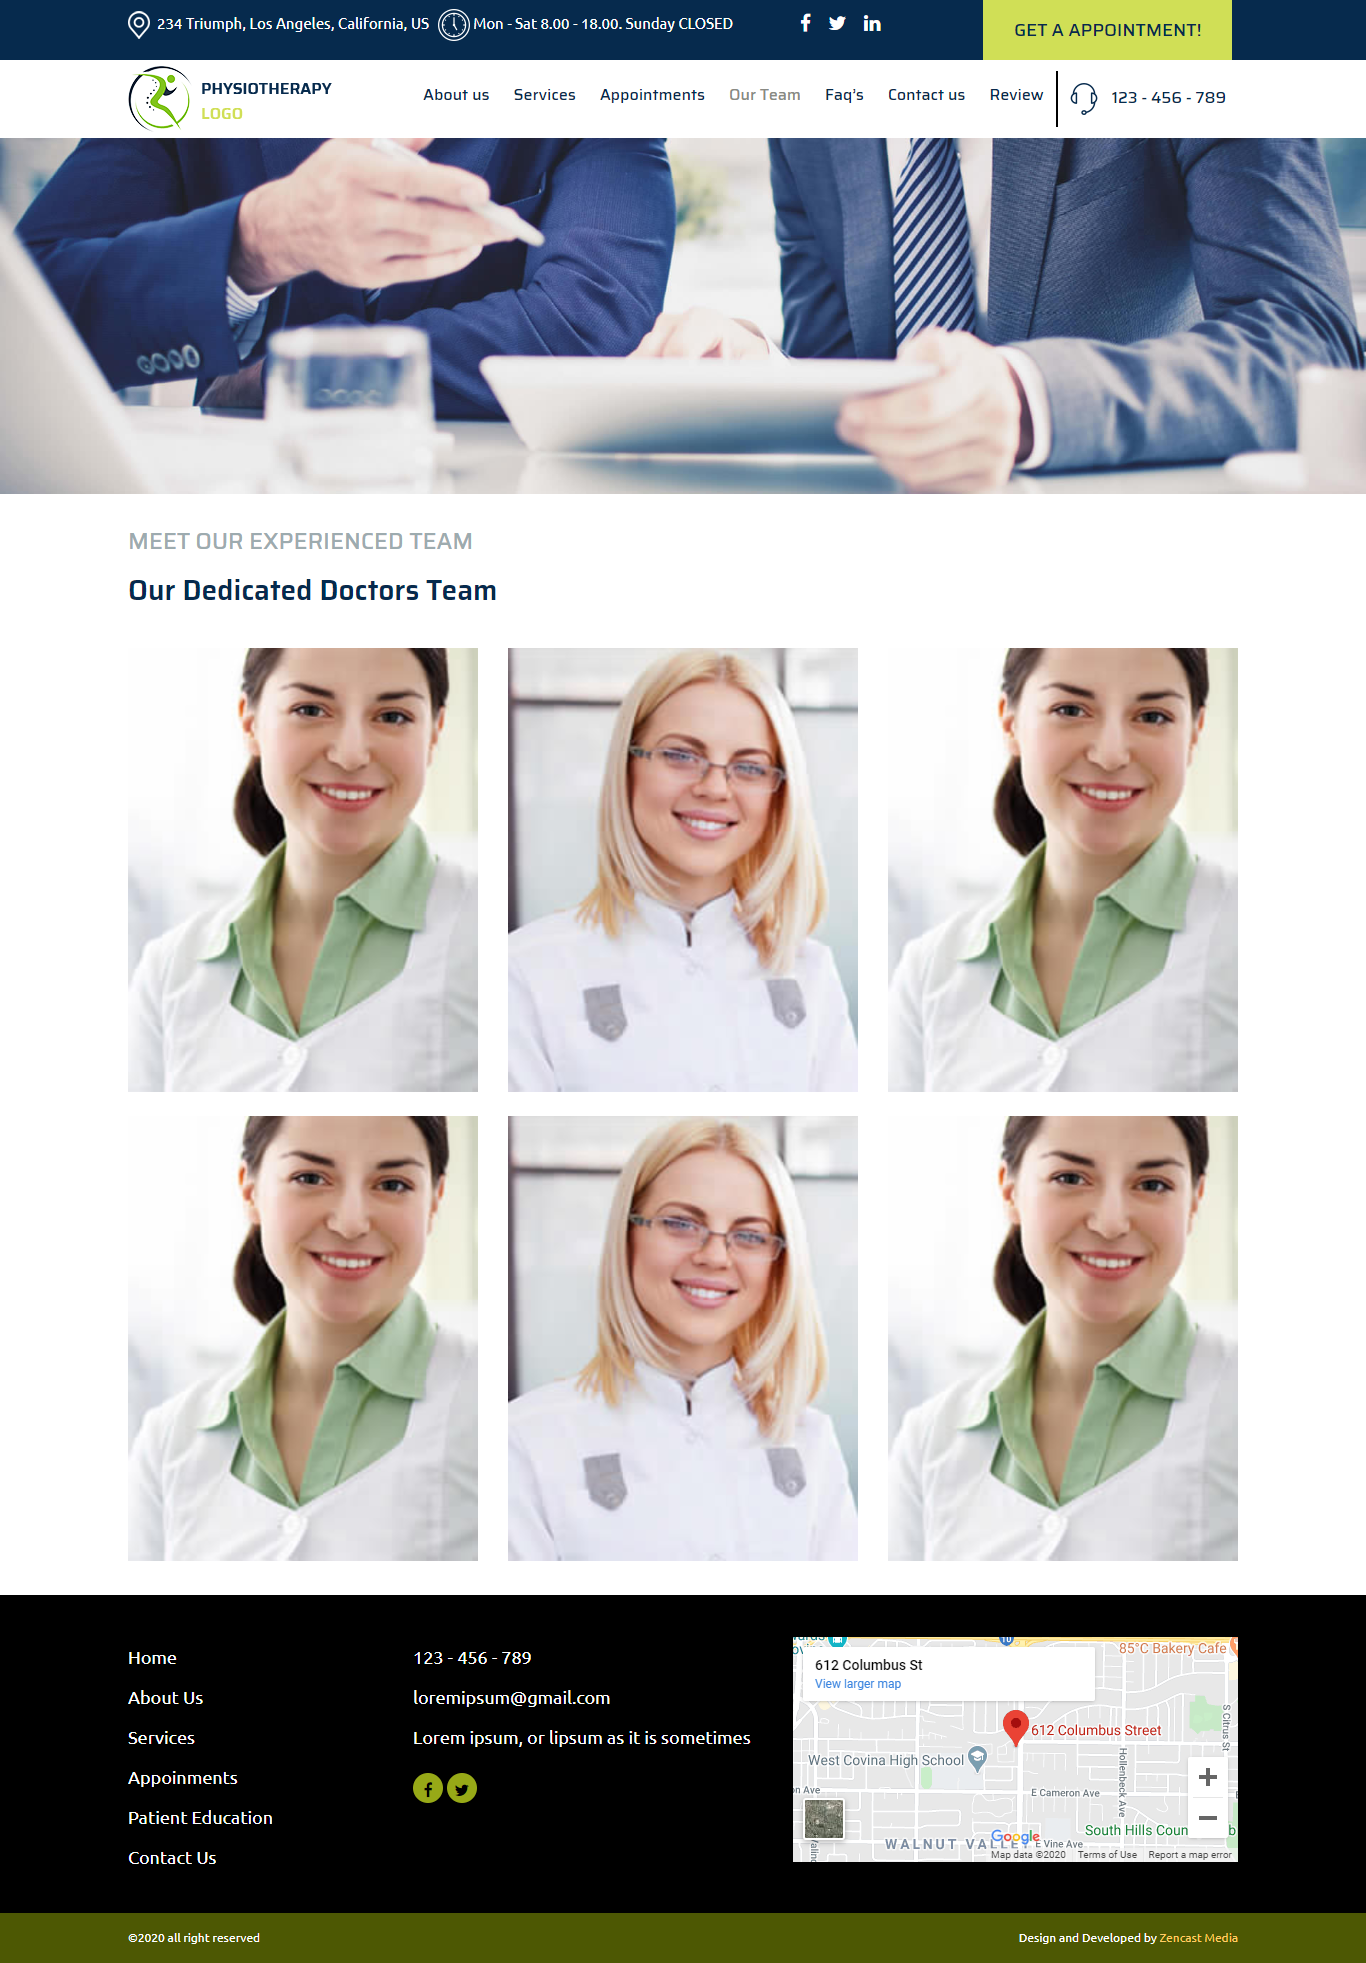 234 Triumph, Los Angeles, California, US
Mon - Sat 8.00 - 18.00. Sunday CLOSED
GET A APPOINTMENT!
PHYSIOTHERAPY
LOGO
About us
Services
Appointments
Our Team
Faq's
Contact us
Review
123 - 456 - 789
MEET OUR EXPERIENCED TEAM
Our Dedicated Doctors Team
Home
About Us
Services
Appoinments
Patient Education
Contact Us
123 - 456 - 789
loremipsum@gmail.com
Lorem ipsum, or lipsum as it is sometimes
10
85°C Bakery Cafe
612 Columbus St
View larger map
S Citrus St
612 Columbus Street
West Covina High School
Hollenbeck Ave
E Cameron Ave
South Hills Coun
WALNUT VALLEY
Google
E Vine Ave
Map data ©2020
Terms of Use
Report a map error
©2020 all right reserved
Design and Developed by Zencast Media